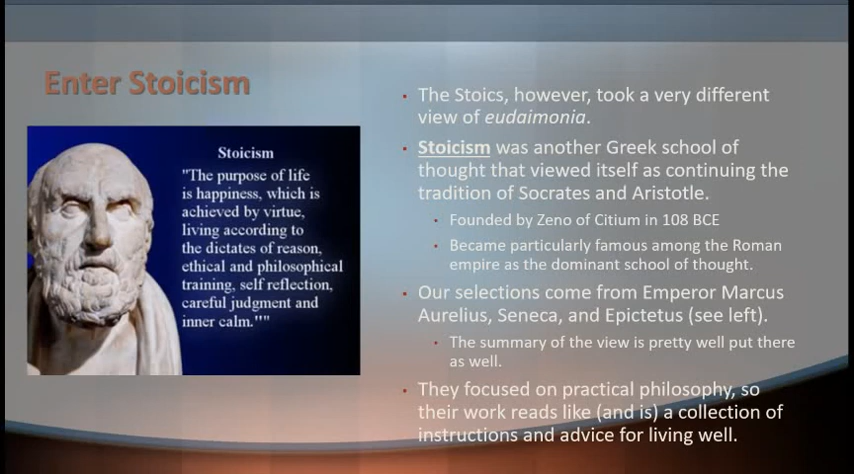 Enter Stoicism
Stoicism
"The purpose of life
is happiness, which is
achieved by virtue,
living according to
the dictates of reason,
ethical and philosophical
training, self reflection,
careful judgment and
inner calm.""
• The Stoics, however, took a very different
view of eudaimonia.
• Stoicism was another Greek school of
thought that viewed itself as continuing the
tradition of Socrates and Aristotle.
• Founded by Zeno of Citium in 108 BCE
• Became particularly famous among the Roman
empire as the dominant school of thought.
• Our selections come from Emperor Marcus
Aurelius, Seneca, and Epictetus (see left).
• The summary of the view is pretty well put there
as well.
• They focused on practical philosophy, so
their work reads like (and is) a collection of
instructions and advice for living well.